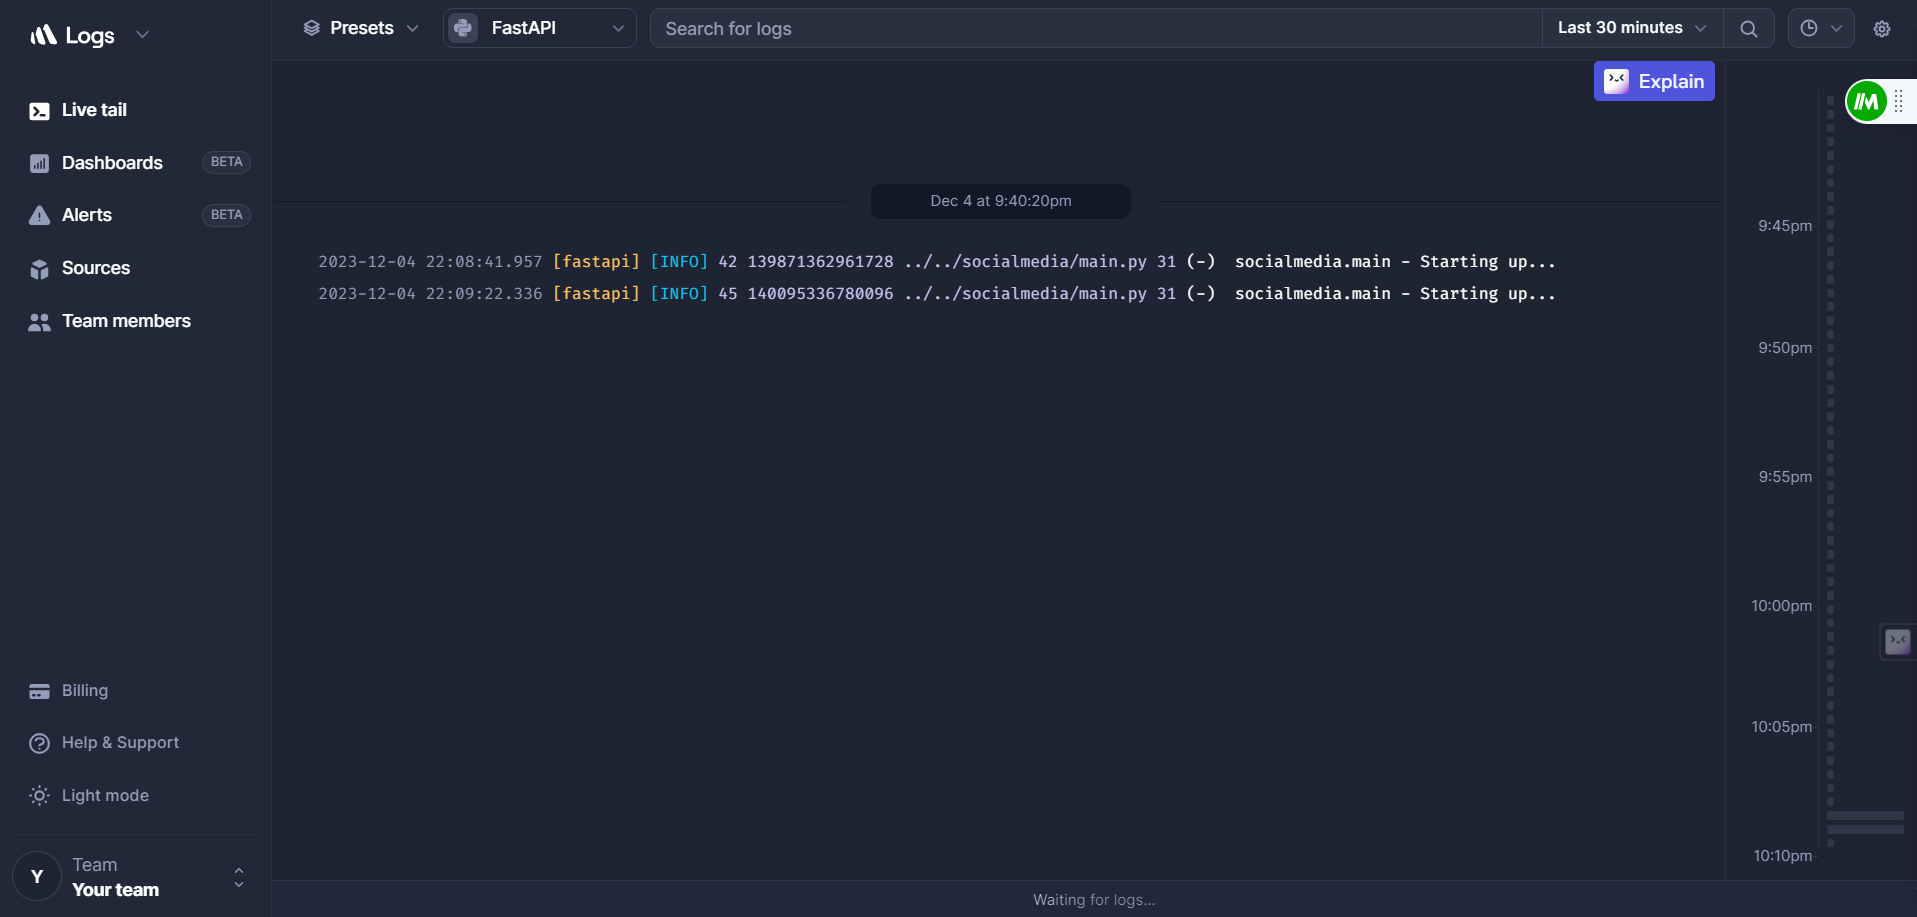 Logs
Presets
FastAPI
Search for logs
Last 30 minutes
Explain
Live tail
Dashboards BETA
Alerts BETA
Sources
Team members
Dec 4 at 9:40:20pm
2023-12-04 22:08:41.957 [fastapi] [INFO] 42 139871362961728 ../../socialmedia/main.py 31 (-) socialmedia.main - Starting up...
2023-12-04 22:09:22.336 [fastapi] [INFO] 45 140095336780096 ../../socialmedia/main.py 31 (-) socialmedia.main - Starting up...
9:45pm
9:50pm
9:55pm
10:00pm
10:05pm
10:10pm
Billing
Help & Support
Light mode
Y
Team
Your team
Waiting for logs...